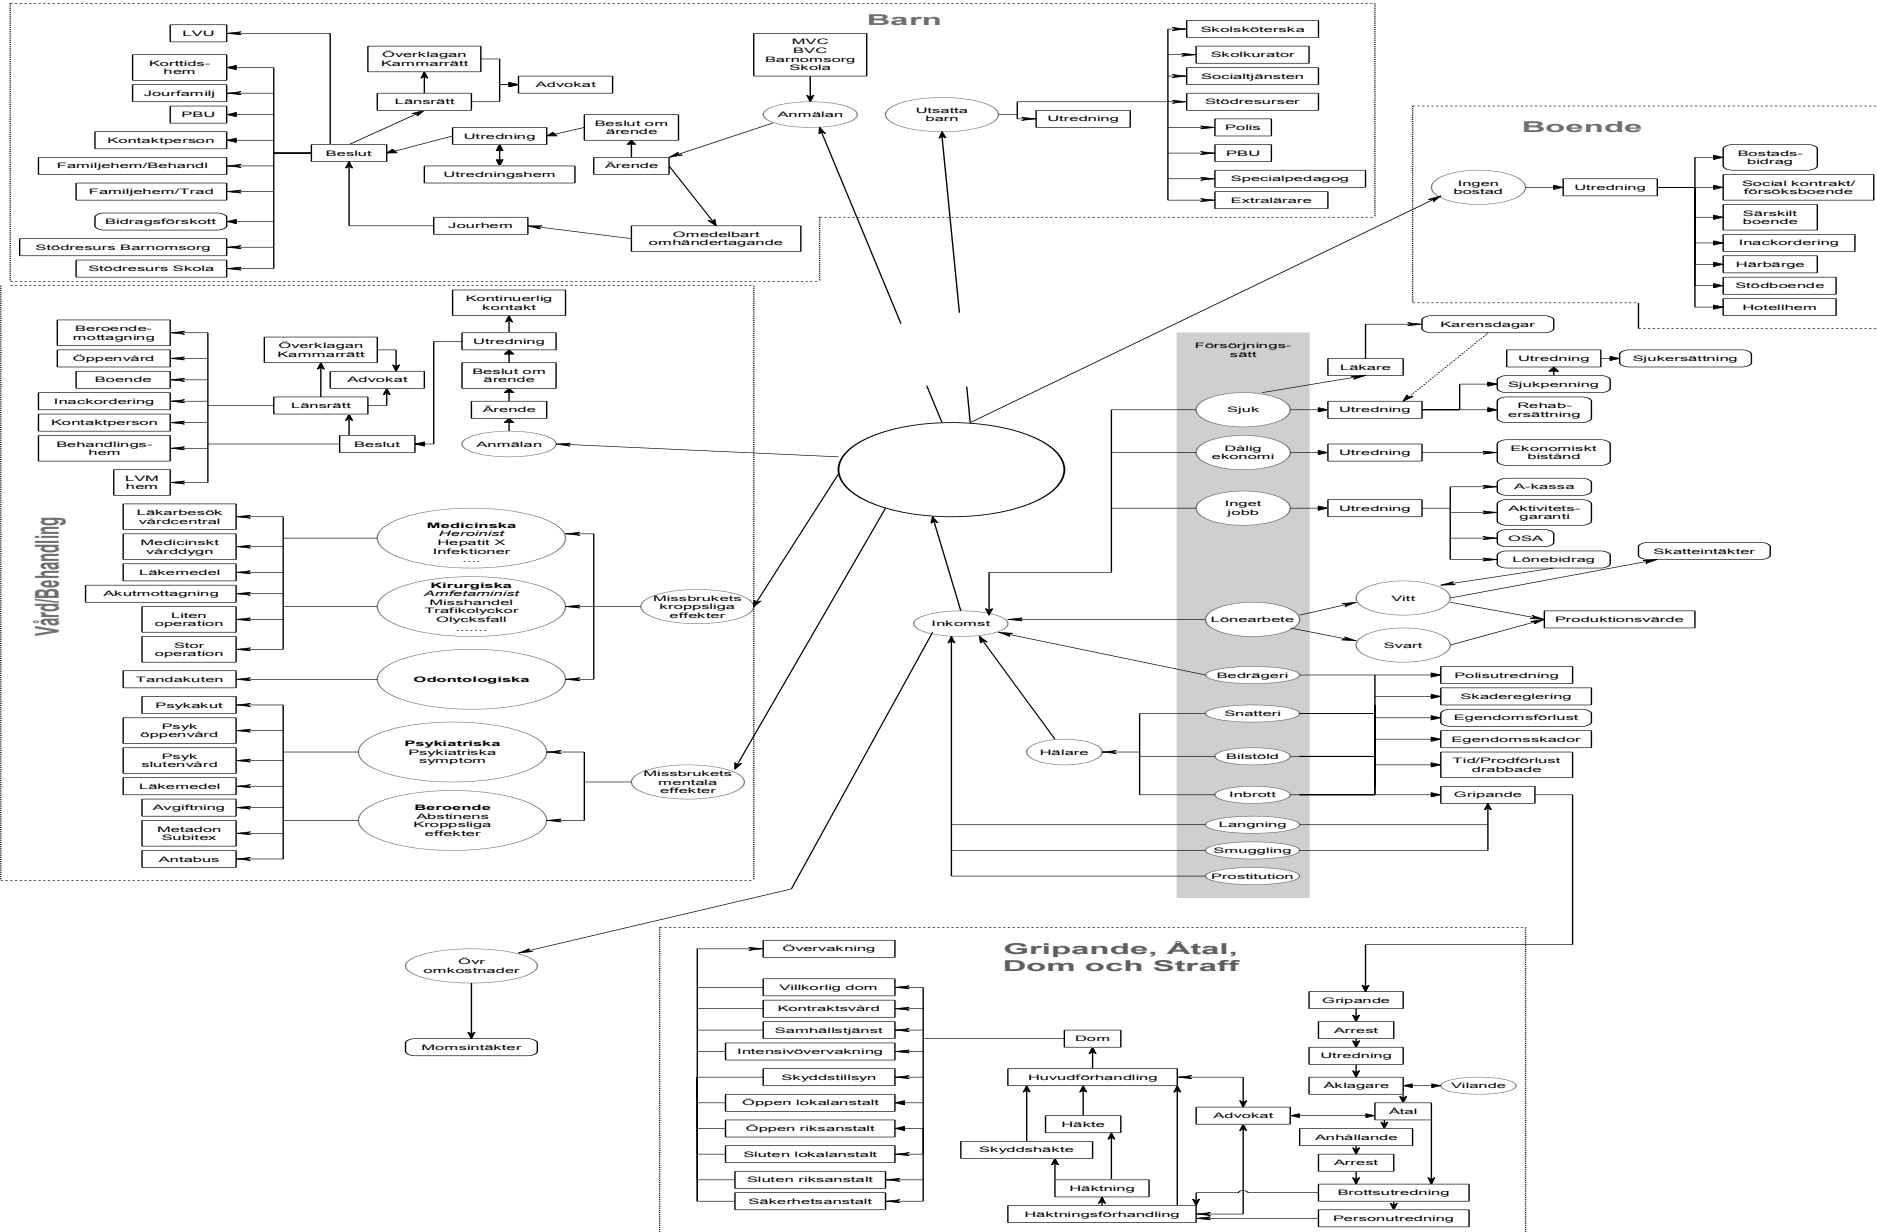 Barn
LVU
Korttids-
hem
Jourfamilj
PBU
Kontaktperson
Familjehem/Behandl
Familjehem/Trad
Bidragsförskott
Stödresurs Barnomsorg
Stödresurs Skola
Överklagan
Kammarrätt
Advokat
Länsrätt
Beslut
Utredning
Utredningshem
Beslut om
ärende
Ärende
Jourhem
Omedelbart
omhändertagande
MVC
BVC
Barnomsorg
Skola
Anmälan
Utsatta
barn
Utredning
Skolsköterska
Skolkurator
Socialtjänsten
Stödresurser
Polis
PBU
Specialpedagog
Extralärare
Boende
Ingen
bostad
Utredning
Bostads-
bidrag
Social kontrakt/
försöksboende
Särskilt
boende
Inackordering
Härbärge
Stödboende
Hotellhem
Vård/Behandling
Kontinuerlig
kontakt
Utredning
Beslut om
ärende
Ärende
Anmälan
Överklagan
Kammarrätt
Advokat
Länsrätt
Beslut
Beroende-
mottagning
Öppenvård
Boende
Inackordering
Kontaktperson
Behandlings-
hem
LVM
hem
Läkarbesök
vårdcentral
Medicinskt
vårddygn
Läkemedel
Akutmottagning
Liten
operation
Stor
operation
Tandakuten
Psykakut
Psyk
öppenvård
Psyk
slutenvård
Läkemedel
Avgiftning
Metadon
Subitex
Antabus
Medicinska
Heroinist
Hepatit X
Infektioner
....
Kirurgiska
Amfetaminist
Misshandel
Trafikolyckor
Olycksfall
.......
Odontologiska
Psykiatriska
Psykiatriska
symptom
Beroende
Abstinens
Kroppsliga
effekter
Missbrukets
kroppsliga
effekter
Missbrukets
mentala
effekter
Försörjnings-
sätt
Sjuk
Dålig
ekonomi
Inget
jobb
Lönearbete
Bedrägeri
Snatteri
Bilstöld
Inbrott
Langning
Smuggling
Prostitution
Inkomst
Hälare
Karensdagar
Läkare
Utredning
Utredning
Sjukersättning
Sjukpenning
Rehab-
ersättning
Utredning
Ekonomiskt
bistånd
Utredning
A-kassa
Aktivitets-
garanti
OSA
Lönebidrag
Skatteintäkter
Vitt
Svart
Produktionsvärde
Polisutredning
Skadereglering
Egendomsförlust
Egendomsskador
Tid/Prodförlust
drabbade
Gripande
Övr
omkostnader
Momsintäkter
Gripande, Åtal,
Dom och Straff
Övervakning
Villkorlig dom
Kontraktsvård
Samhällstjänst
Intensivövervakning
Skyddstillsyn
Öppen lokalanstalt
Öppen riksanstalt
Sluten lokalanstalt
Sluten riksanstalt
Säkerhetsanstalt
Dom
Huvudförhandling
Häkte
Skyddshäkte
Häktning
Häktningsförhandling
Advokat
Gripande
Arrest
Utredning
Åklagare
Vilande
Åtal
Anhållande
Arrest
Brottsutredning
Personutredning